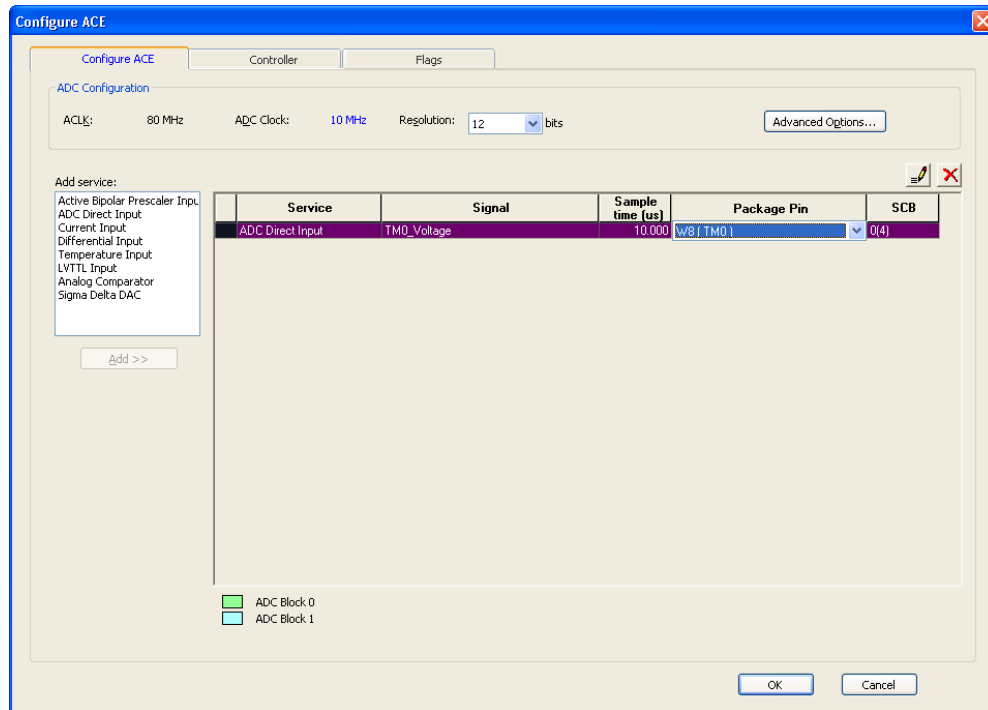 Configure ACE
Configure ACE Controller Flags
ADC Configuration
ACLK: 80 MHz ADC Clock: 10 MHz Resolution: 12 bits Advanced Options...
Add service:
Active Bipolar Prescaler Inpu
ADC Direct Input
Current Input
Differential Input
Temperature Input
LVTTL Input
Analog Comparator
Sigma Delta DAC
Add >>
Service Signal Sample time (us) Package Pin SCB
ADC Direct Input TM0_Voltage 10.000 W8 ( TM0 ) 0(4)
ADC Block 0
ADC Block 1
OK Cancel